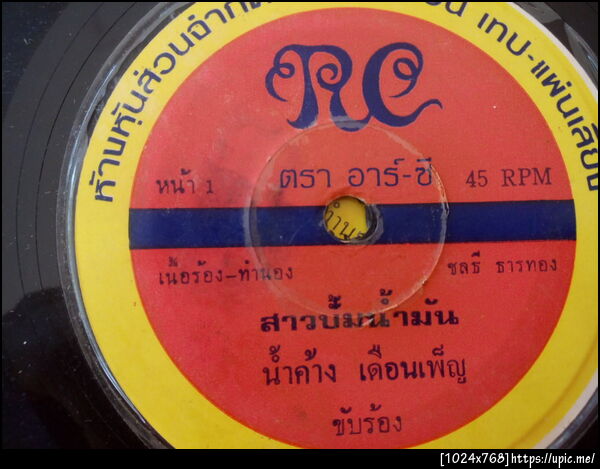 ห้างหุ้นส่วนจำกัด
เทป-แผ่นเสียง
RC
ตรา อาร์-ซี
หน้า 1
45 RPM
เนื้อร้อง-ทำนอง
ชลธี ธารทอง
สาวปั้มน้ำมัน
น้ำค้าง เดือนเพ็ญ
ขับร้อง
[1024x768]https://upic.me/